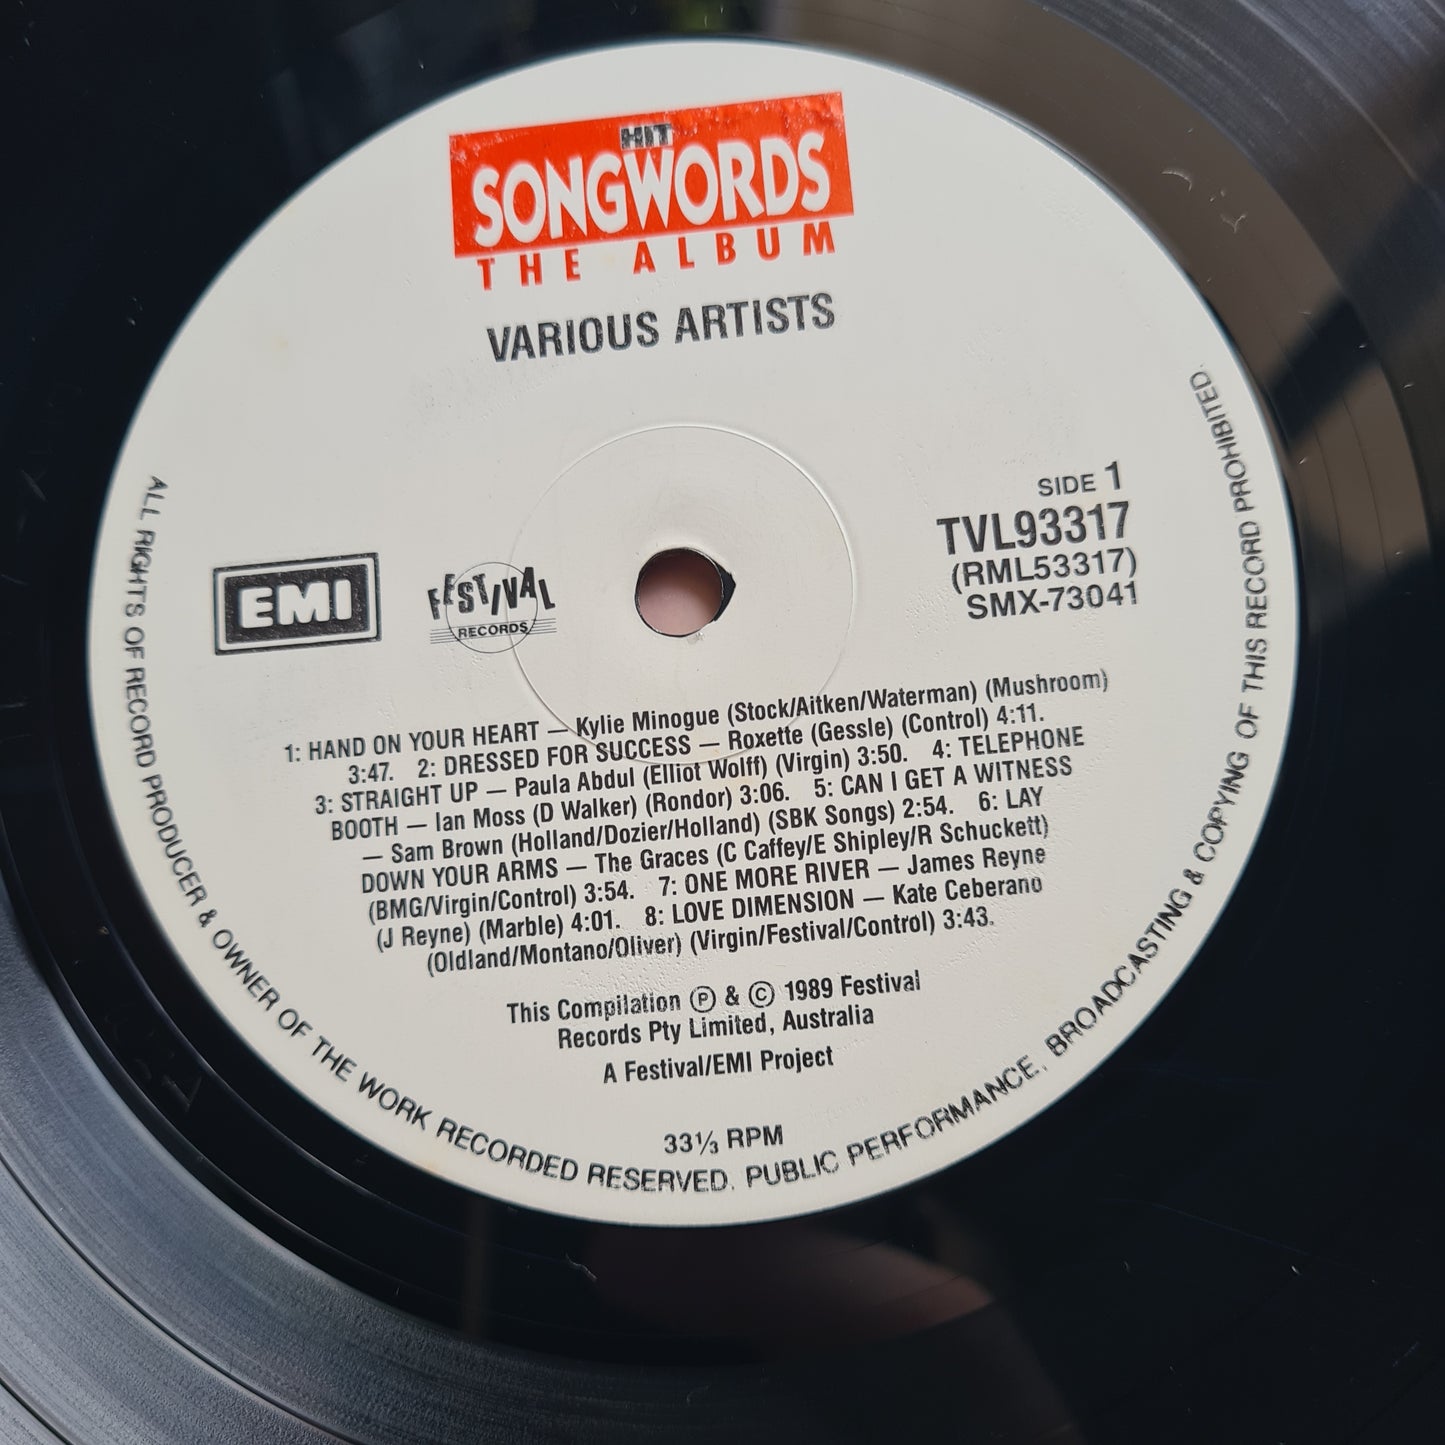 HIT
SONGWORDS
THE ALBUM
VARIOUS ARTISTS
SIDE 1
TVL93317
(RML53317)
SMX-73041
EMI
FESTIVAL
RECORDS
1: HAND ON YOUR HEART — Kylie Minogue (Stock/Aitken/Waterman) (Mushroom)
3:47. 2: DRESSED FOR SUCCESS — Roxette (Gessle) (Control) 4:11.
3: STRAIGHT UP — Paula Abdul (Elliot Wolff) (Virgin) 3:50. 4: TELEPHONE
BOOTH — Ian Moss (D Walker) (Rondor) 3:06. 5: CAN I GET A WITNESS
— Sam Brown (Holland/Dozier/Holland) (SBK Songs) 2:54. 6: LAY
DOWN YOUR ARMS — The Graces (C Caffey/E Shipley/R Schuckett)
(BMG/Virgin/Control) 3:54. 7: ONE MORE RIVER — James Reyne
(J Reyne) (Marble) 4:01. 8: LOVE DIMENSION — Kate Ceberano
(Oldland/Montano/Oliver) (Virgin/Festival/Control) 3:43.
This Compilation Ⓟ & © 1989 Festival
Records Pty Limited, Australia
A Festival/EMI Project
33⅓ RPM
ALL RIGHTS OF RECORD PRODUCER & OWNER OF THE WORK RECORDED RESERVED. PUBLIC PERFORMANCE, BROADCASTING & COPYING OF THIS RECORD PROHIBITED.